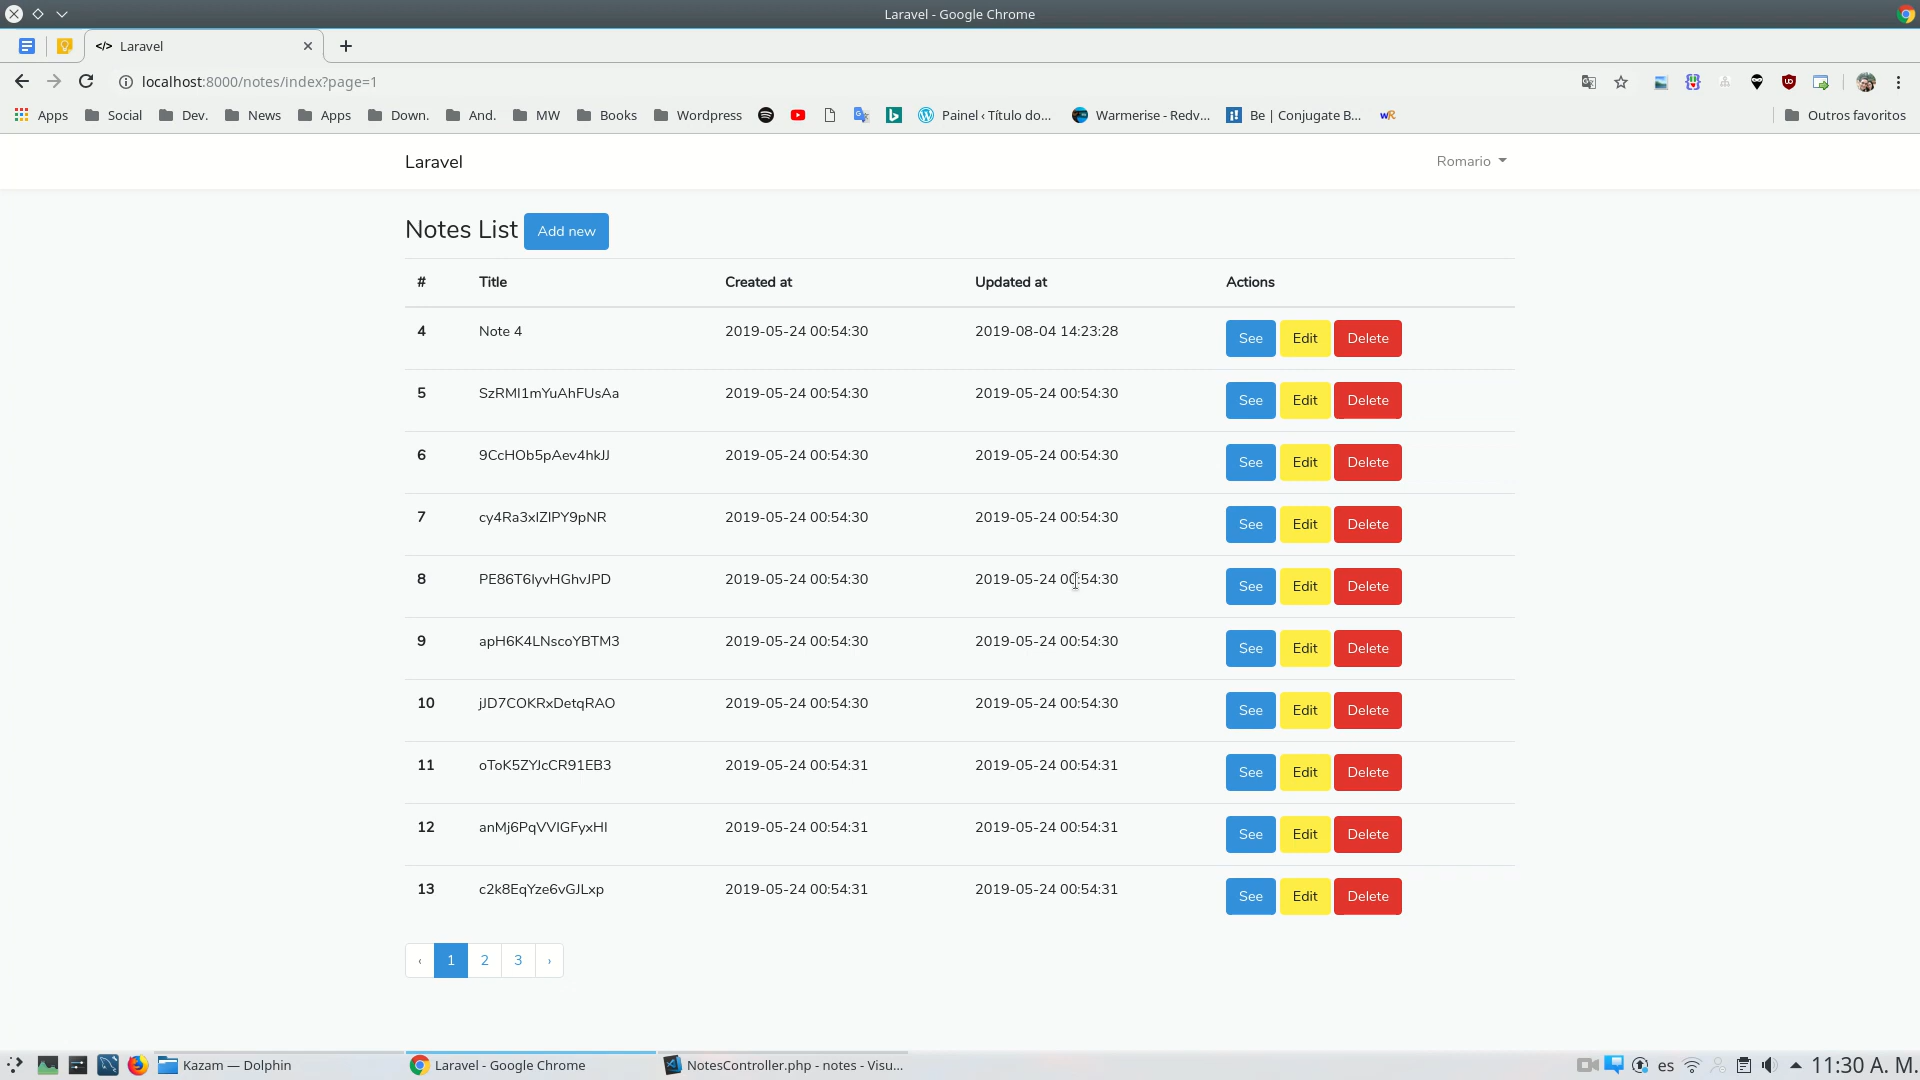 Laravel - Google Chrome
Laravel
localhost:8000/notes/index?page=1
Apps Social Dev. News Apps Down. And. MW Books Wordpress Painel ‹ Título do... Warmerise - Redv... Be | Conjugate B... Outros favoritos
Laravel Romario
Notes List Add new
# Title Created at Updated at Actions
4 Note 4 2019-05-24 00:54:30 2019-08-04 14:23:28 See Edit Delete
5 SzRMI1mYuAhFUsAa 2019-05-24 00:54:30 2019-05-24 00:54:30 See Edit Delete
6 9CcHOb5pAev4hkJJ 2019-05-24 00:54:30 2019-05-24 00:54:30 See Edit Delete
7 cy4Ra3xIZIPY9pNR 2019-05-24 00:54:30 2019-05-24 00:54:30 See Edit Delete
8 PE86T6lyvHGhvJPD 2019-05-24 00:54:30 2019-05-24 00:54:30 See Edit Delete
9 apH6K4LNscoYBTM3 2019-05-24 00:54:30 2019-05-24 00:54:30 See Edit Delete
10 jJD7COKRxDetqRAO 2019-05-24 00:54:30 2019-05-24 00:54:30 See Edit Delete
11 oToK5ZYJcCR91EB3 2019-05-24 00:54:31 2019-05-24 00:54:31 See Edit Delete
12 anMj6PqVVIGFyxHI 2019-05-24 00:54:31 2019-05-24 00:54:31 See Edit Delete
13 c2k8EqYze6vGJLxp 2019-05-24 00:54:31 2019-05-24 00:54:31 See Edit Delete
‹ 1 2 3 ›
Kazam — Dolphin Laravel - Google Chrome NotesController.php - notes - Visu... es 11:30 A. M.